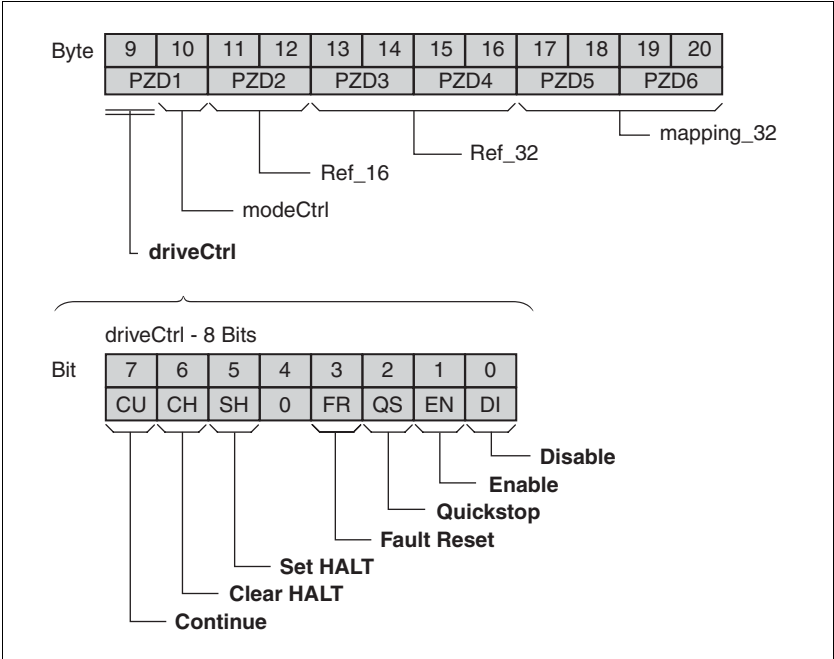 Byte 9 10 11 12 13 14 15 16 17 18 19 20
PZD1 PZD2 PZD3 PZD4 PZD5 PZD6
mapping_32
Ref_32
Ref_16
modeCtrl
driveCtrl
driveCtrl - 8 Bits
Bit 7 6 5 4 3 2 1 0
CU CH SH 0 FR QS EN DI
Disable
Enable
Quickstop
Fault Reset
Set HALT
Clear HALT
Continue